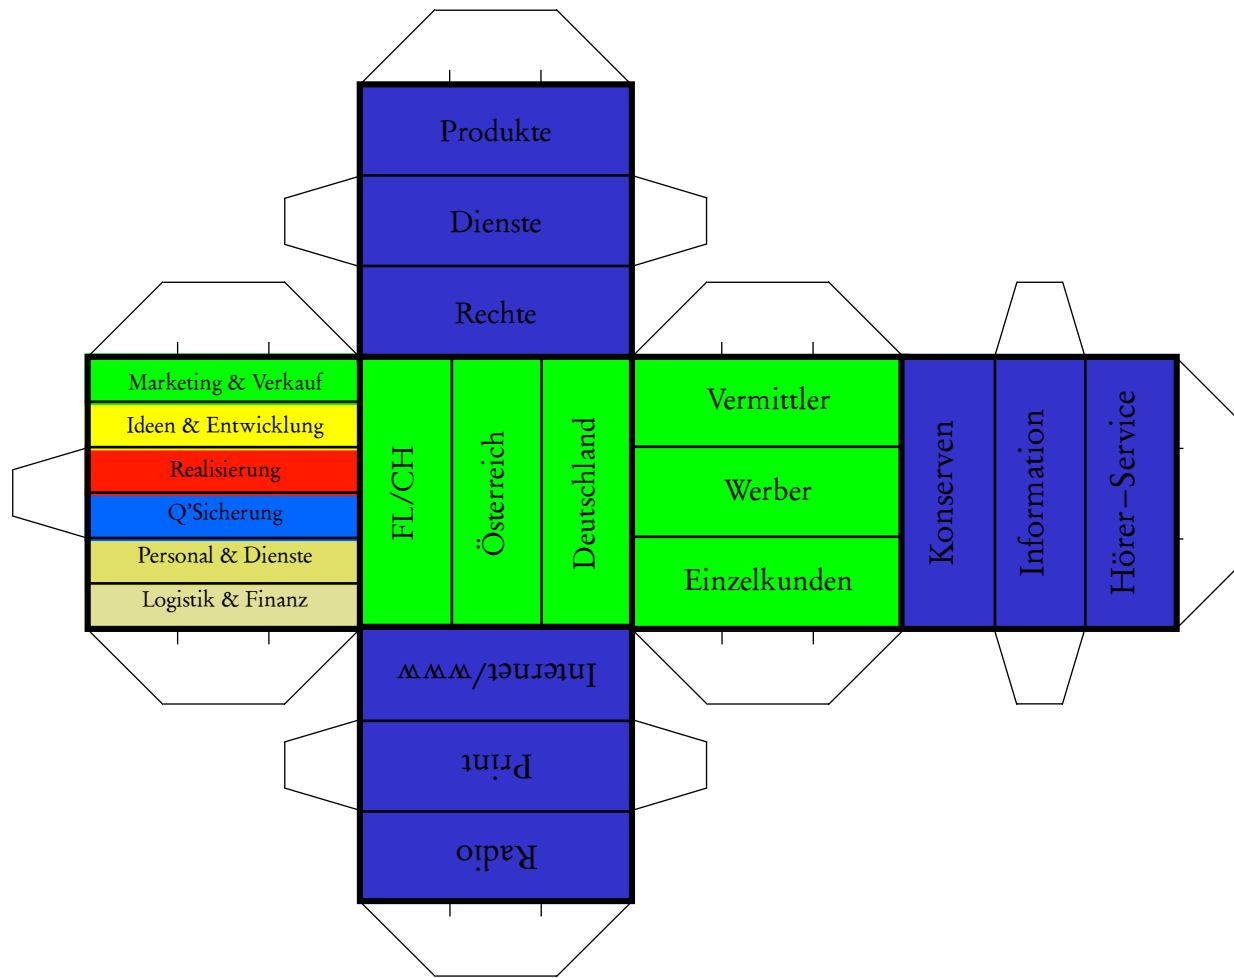 Produkte
Dienste
Rechte
Marketing & Verkauf
Ideen & Entwicklung
Realisierung
Q'Sicherung
Personal & Dienste
Logistik & Finanz
FL/CH
Österreich
Deutschland
Vermittler
Werber
Einzelkunden
Konserven
Information
Hörer-Service
Internet/www
Print
Radio